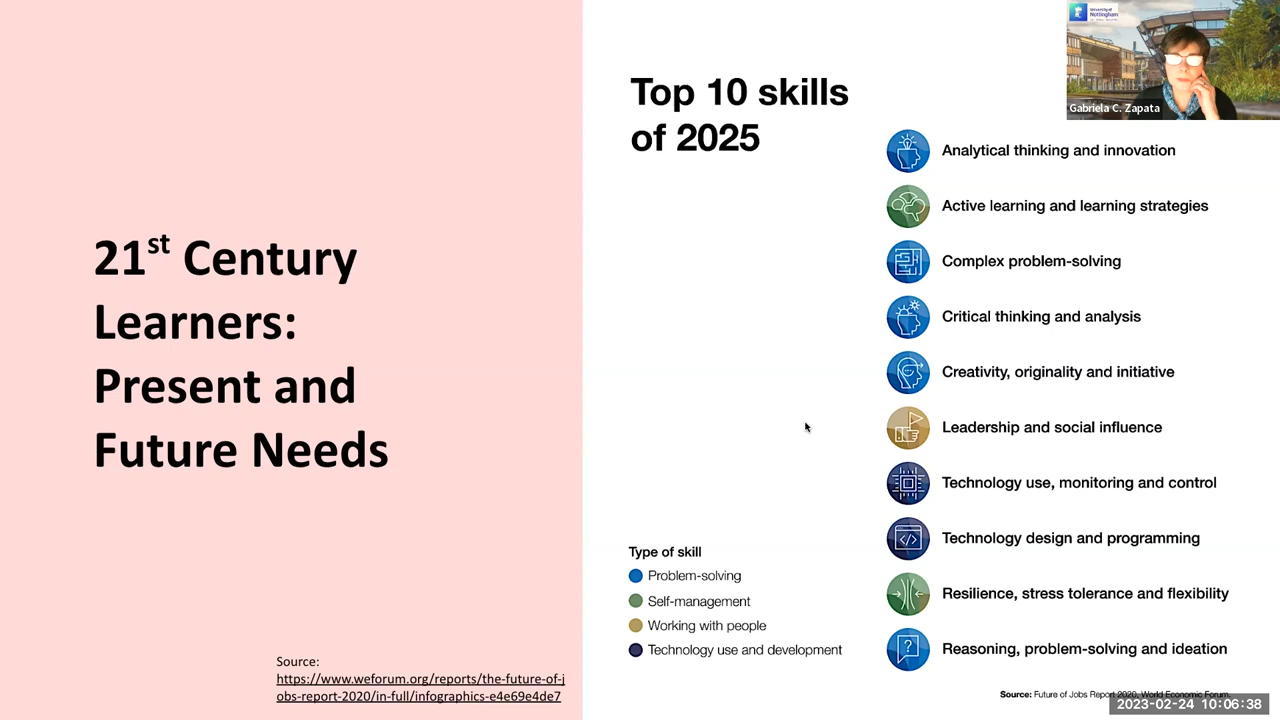 21st Century
Learners:
Present and
Future Needs
Source:
https://www.weforum.org/reports/the-future-of-j
obs-report-2020/in-full/infographics-e4e69e4de7
Top 10 skills
of 2025
Analytical thinking and innovation
Active learning and learning strategies
Complex problem-solving
Critical thinking and analysis
Creativity, originality and initiative
Leadership and social influence
Technology use, monitoring and control
Technology design and programming
Resilience, stress tolerance and flexibility
Reasoning, problem-solving and ideation
Type of skill
Problem-solving
Self-management
Working with people
Technology use and development
Source: Future of Jobs Report 2020, World Economic Forum.
University of
Nottingham
Gabriela C. Zapata
2023-02-24 10:06:38